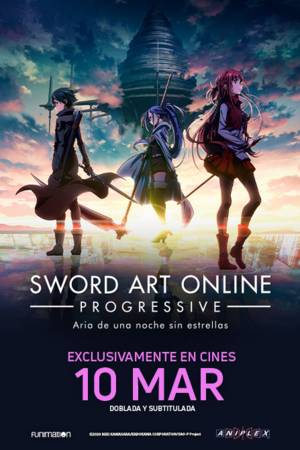 SWORD ART ONLINE
PROGRESSIVE
Aria de una noche sin estrellas
EXCLUSIVAMENTE EN CINES
10 MAR
DOBLADA Y SUBTITULADA
FUNIMATION
ANIPLEX